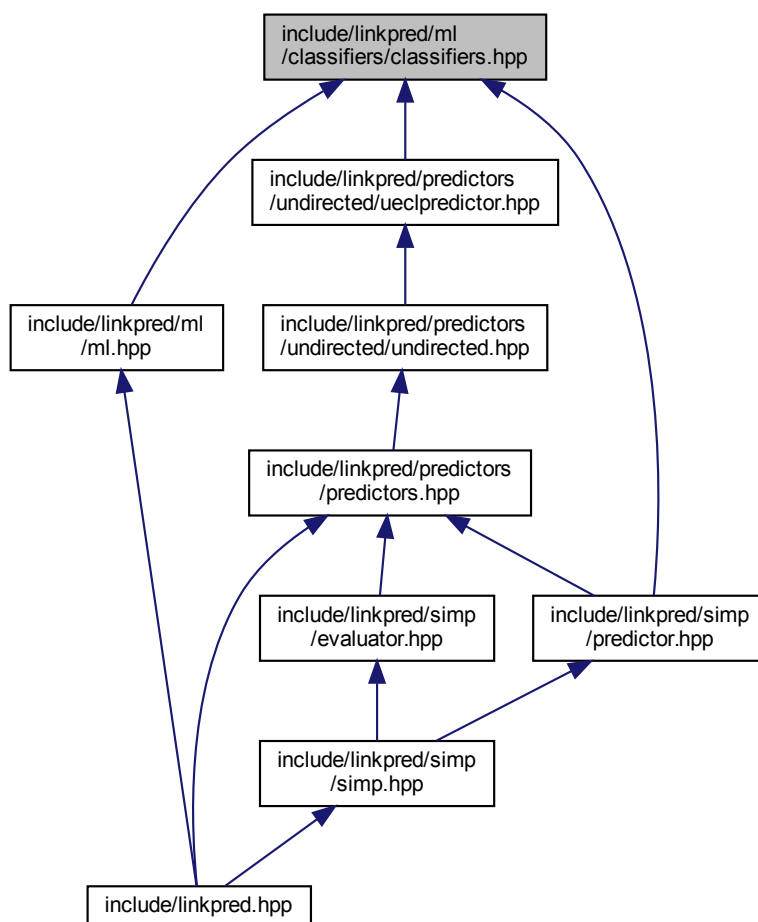 include/linkpred/ml
/classifiers/classifiers.hpp
include/linkpred/predictors
/undirected/ueclpredictor.hpp
include/linkpred/ml
/ml.hpp
include/linkpred/predictors
/undirected/undirected.hpp
include/linkpred/predictors
/predictors.hpp
include/linkpred/simp
/evaluator.hpp
include/linkpred/simp
/predictor.hpp
include/linkpred/simp
/simp.hpp
include/linkpred.hpp